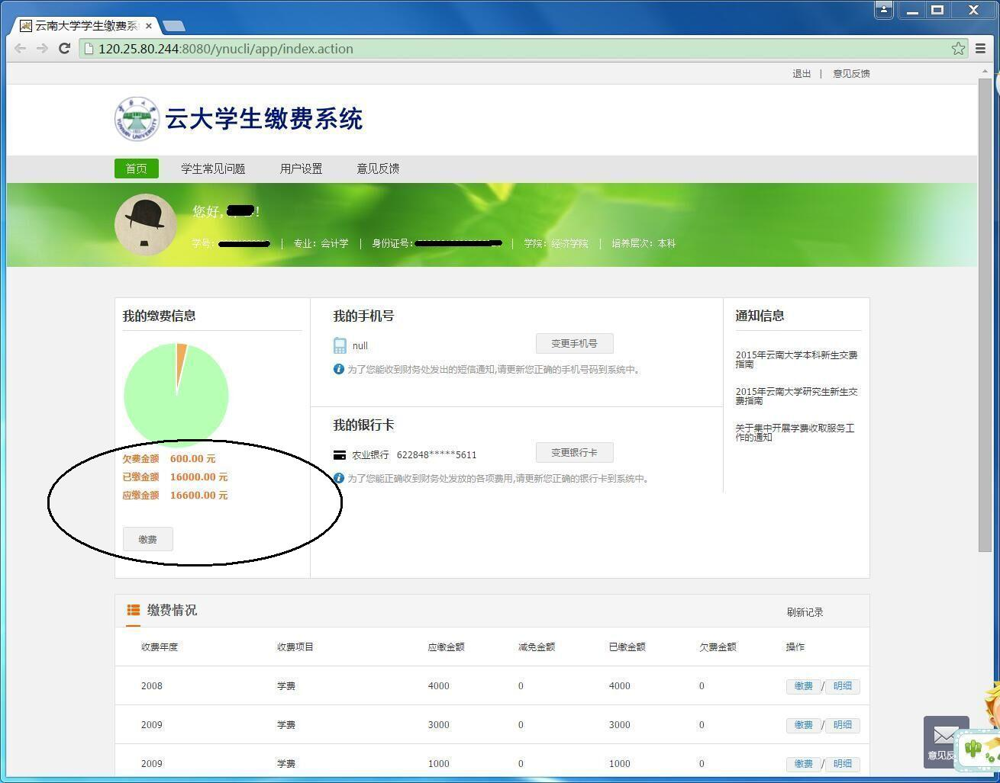 云南大学学生缴费系
120.25.80.244:8080/ynucli/app/index.action
退出 | 意见反馈
云大学生缴费系统
首页 学生常见问题 用户设置 意见反馈
您好, !
学号: | 专业: 会计学 | 身份证号: | 学院: 经济学院 | 培养层次: 本科
我的缴费信息
欠费金额 600.00 元
已缴金额 16000.00 元
应缴金额 16600.00 元
缴费
我的手机号
null
变更手机号
为了您能收到财务处发出的短信通知,请更新您正确的手机号码到系统中。
我的银行卡
农业银行 622848*****5611
变更银行卡
为了您能正确收到财务处发放的各项费用,请更新您正确的银行卡到系统中。
通知信息
2015年云南大学本科新生交费
指南
2015年云南大学研究生新生交
费指南
关于集中开展学费收取服务工
作的通知
缴费情况 刷新记录
收费年度 收费项目 应缴金额 减免金额 已缴金额 欠费金额 操作
2008 学费 4000 0 4000 0 缴费/明细
2009 学费 3000 0 3000 0 缴费/明细
2009 学费 1000 0 1000 0 缴费/明细
意见反
中